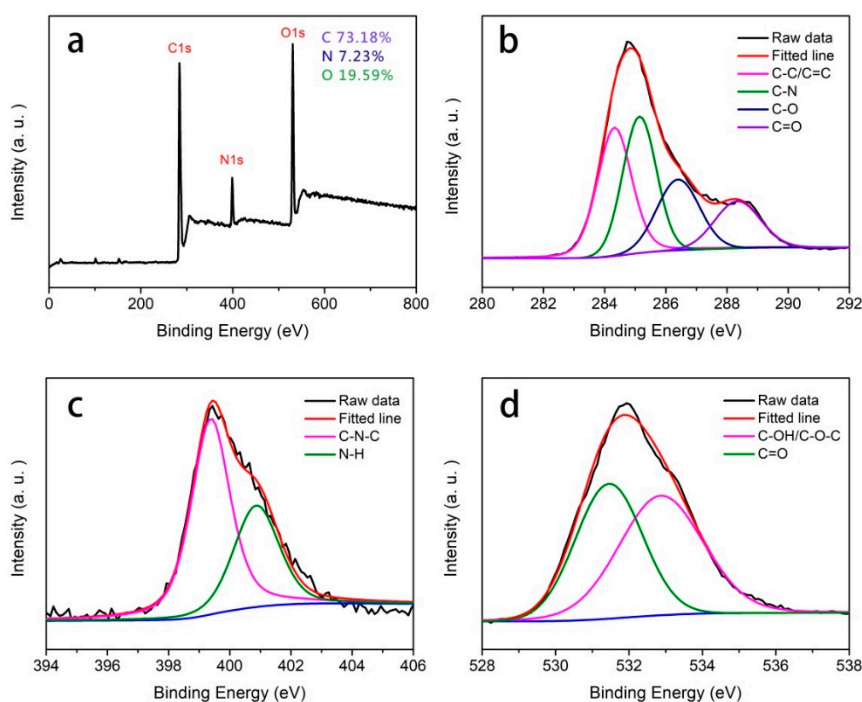 a
C1s
N1s
O1s
C 73.18%
N 7.23%
O 19.59%
Intensity (a. u.)
0 200 400 600 800
Binding Energy (eV)
b
Raw data
Fitted line
C-C/C=C
C-N
C-O
C=O
Intensity (a. u.)
280 282 284 286 288 290 292
Binding Energy (eV)
c
Raw data
Fitted line
C-N-C
N-H
Intensity (a. u.)
394 396 398 400 402 404 406
Binding Energy (eV)
d
Raw data
Fitted line
C-OH/C-O-C
C=O
Intensity (a. u.)
528 530 532 534 536 538
Binding Energy (eV)